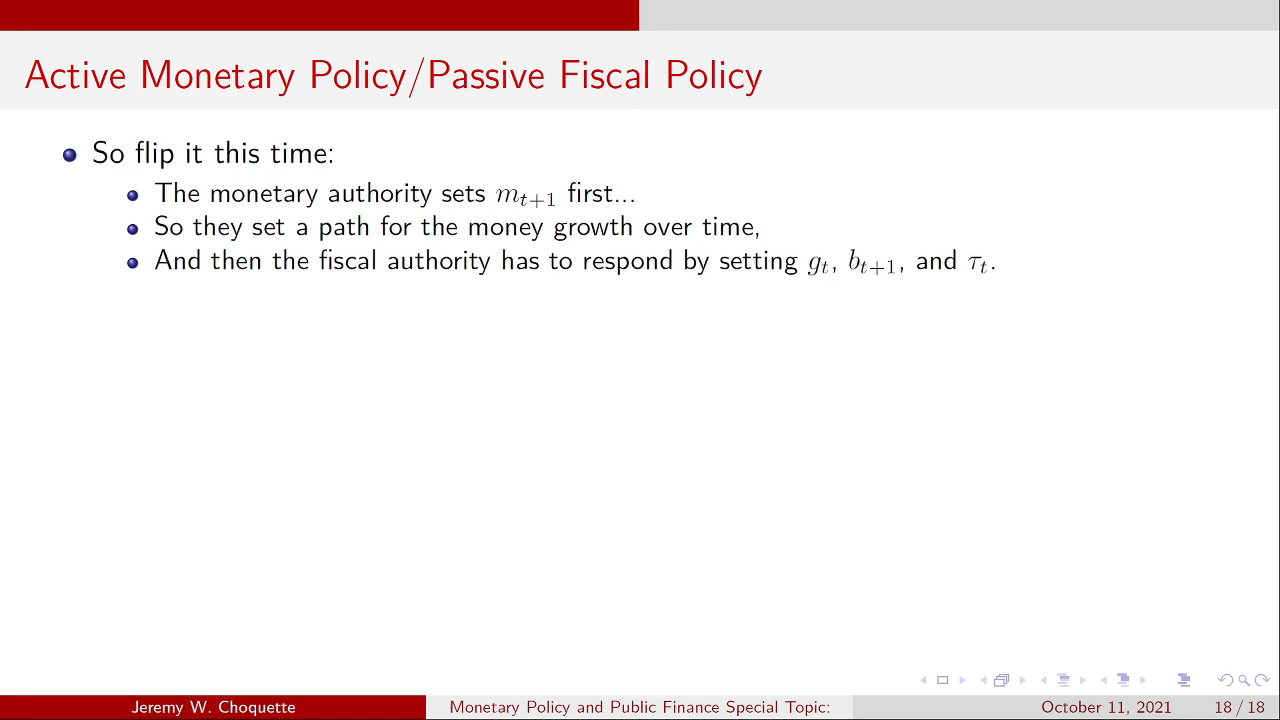 Active Monetary Policy/Passive Fiscal Policy
So flip it this time:
The monetary authority sets $m_{t+1}$ first...
So they set a path for the money growth over time,
And then the fiscal authority has to respond by setting $g_t$, $b_{t+1}$, and $\tau_t$.
Jeremy W. Choquette Monetary Policy and Public Finance Special Topic: October 11, 2021 18 / 18